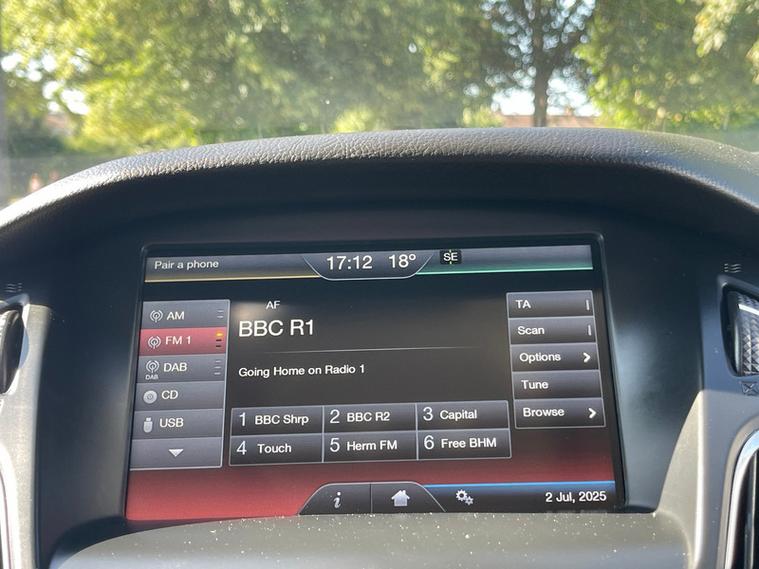 Pair a phone
17:12 18°
SE
AM
FM 1
DAB
DAB
CD
USB
AF
BBC R1
Going Home on Radio 1
1 BBC Shrp
2 BBC R2
3 Capital
4 Touch
5 Herm FM
6 Free BHM
TA
Scan
Options
Tune
Browse
i
2 Jul, 2025